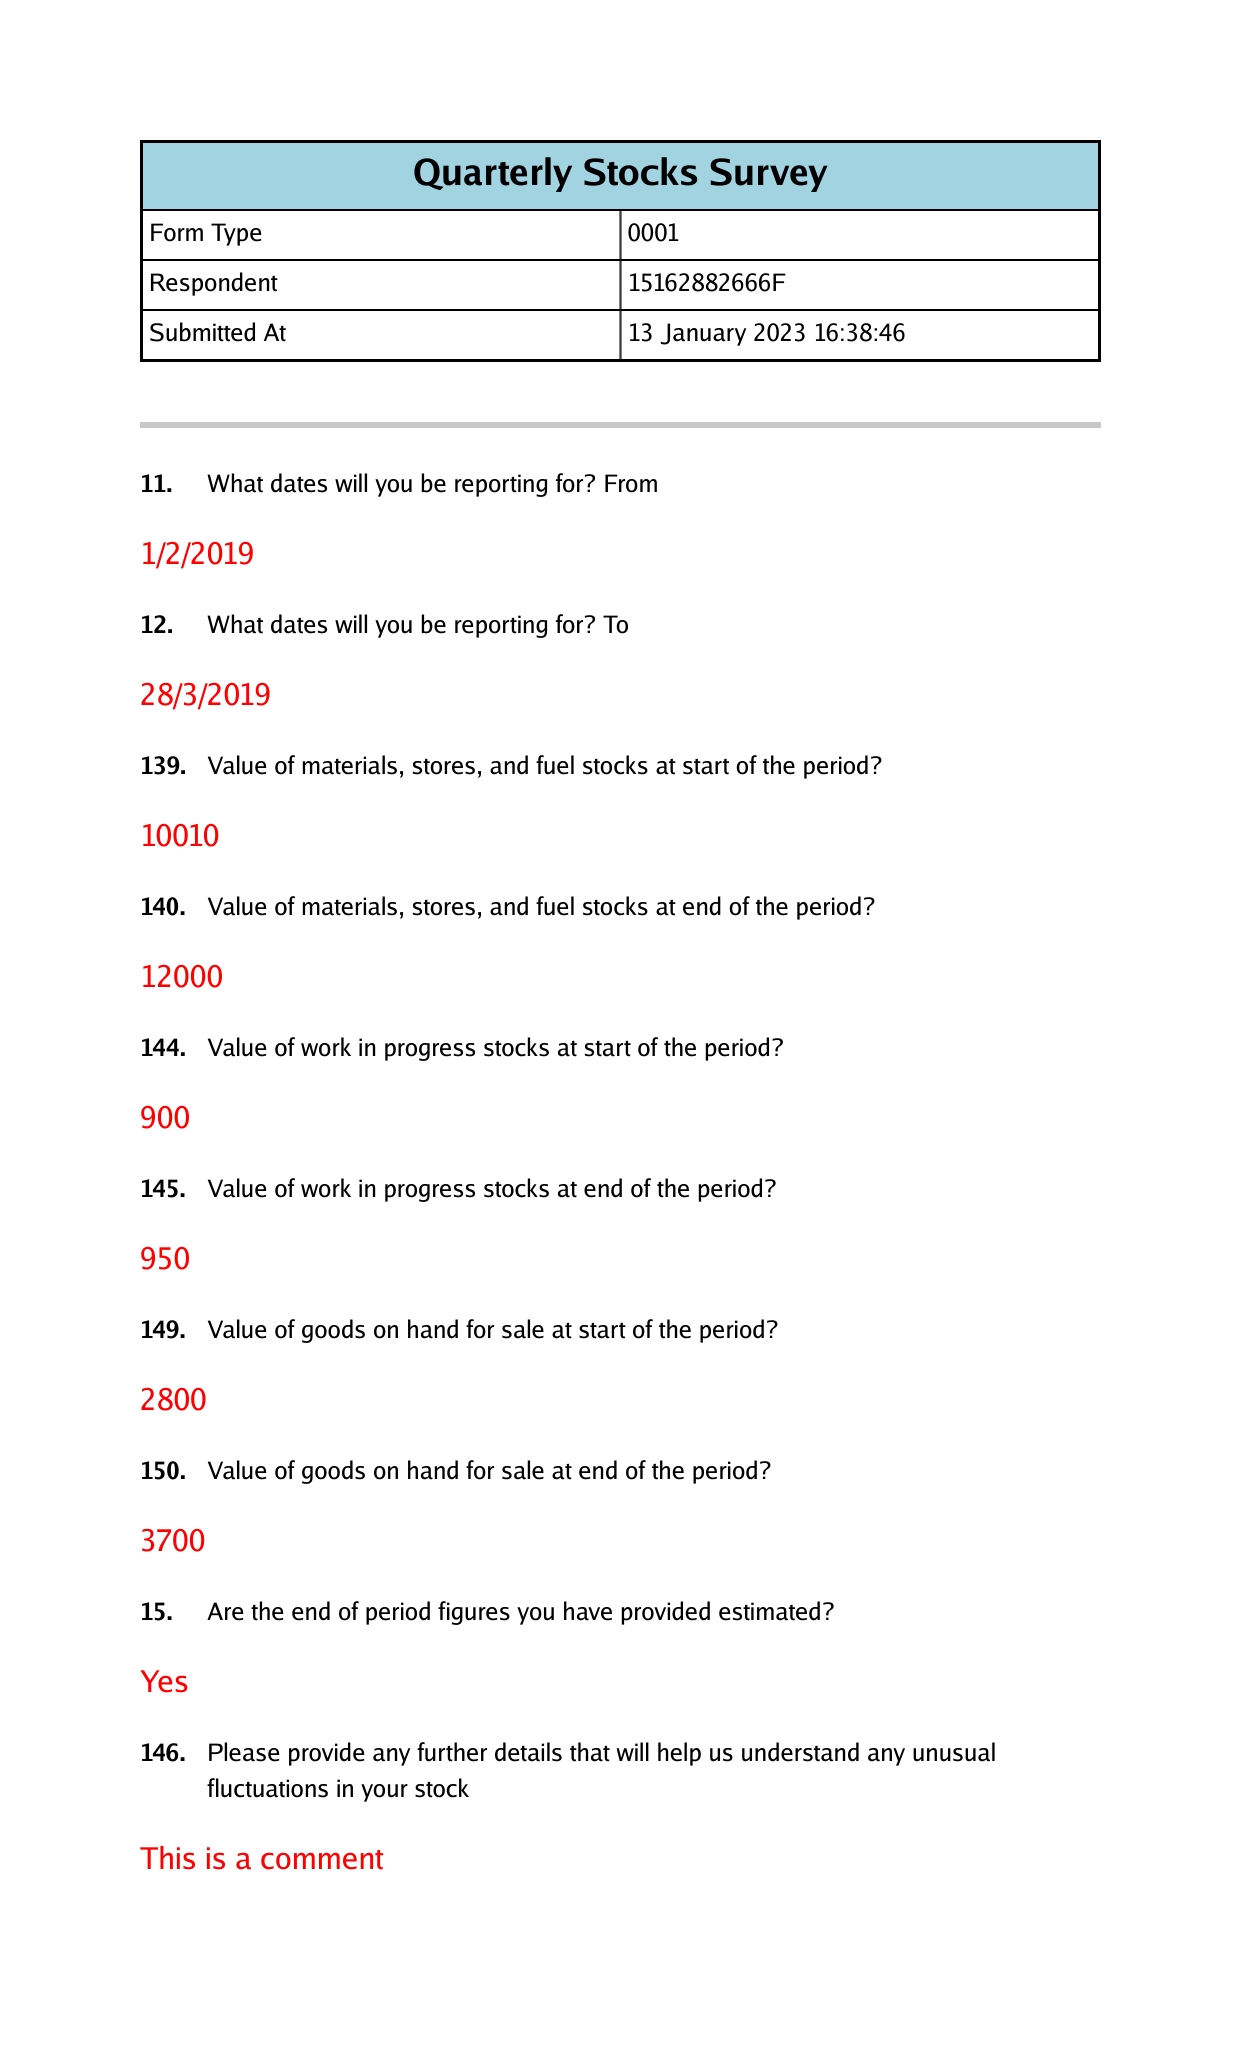 Quarterly Stocks Survey
Form Type 0001
Respondent 15162882666F
Submitted At 13 January 2023 16:38:46
11. What dates will you be reporting for? From
1/2/2019
12. What dates will you be reporting for? To
28/3/2019
139. Value of materials, stores, and fuel stocks at start of the period?
10010
140. Value of materials, stores, and fuel stocks at end of the period?
12000
144. Value of work in progress stocks at start of the period?
900
145. Value of work in progress stocks at end of the period?
950
149. Value of goods on hand for sale at start of the period?
2800
150. Value of goods on hand for sale at end of the period?
3700
15. Are the end of period figures you have provided estimated?
Yes
146. Please provide any further details that will help us understand any unusual
fluctuations in your stock
This is a comment